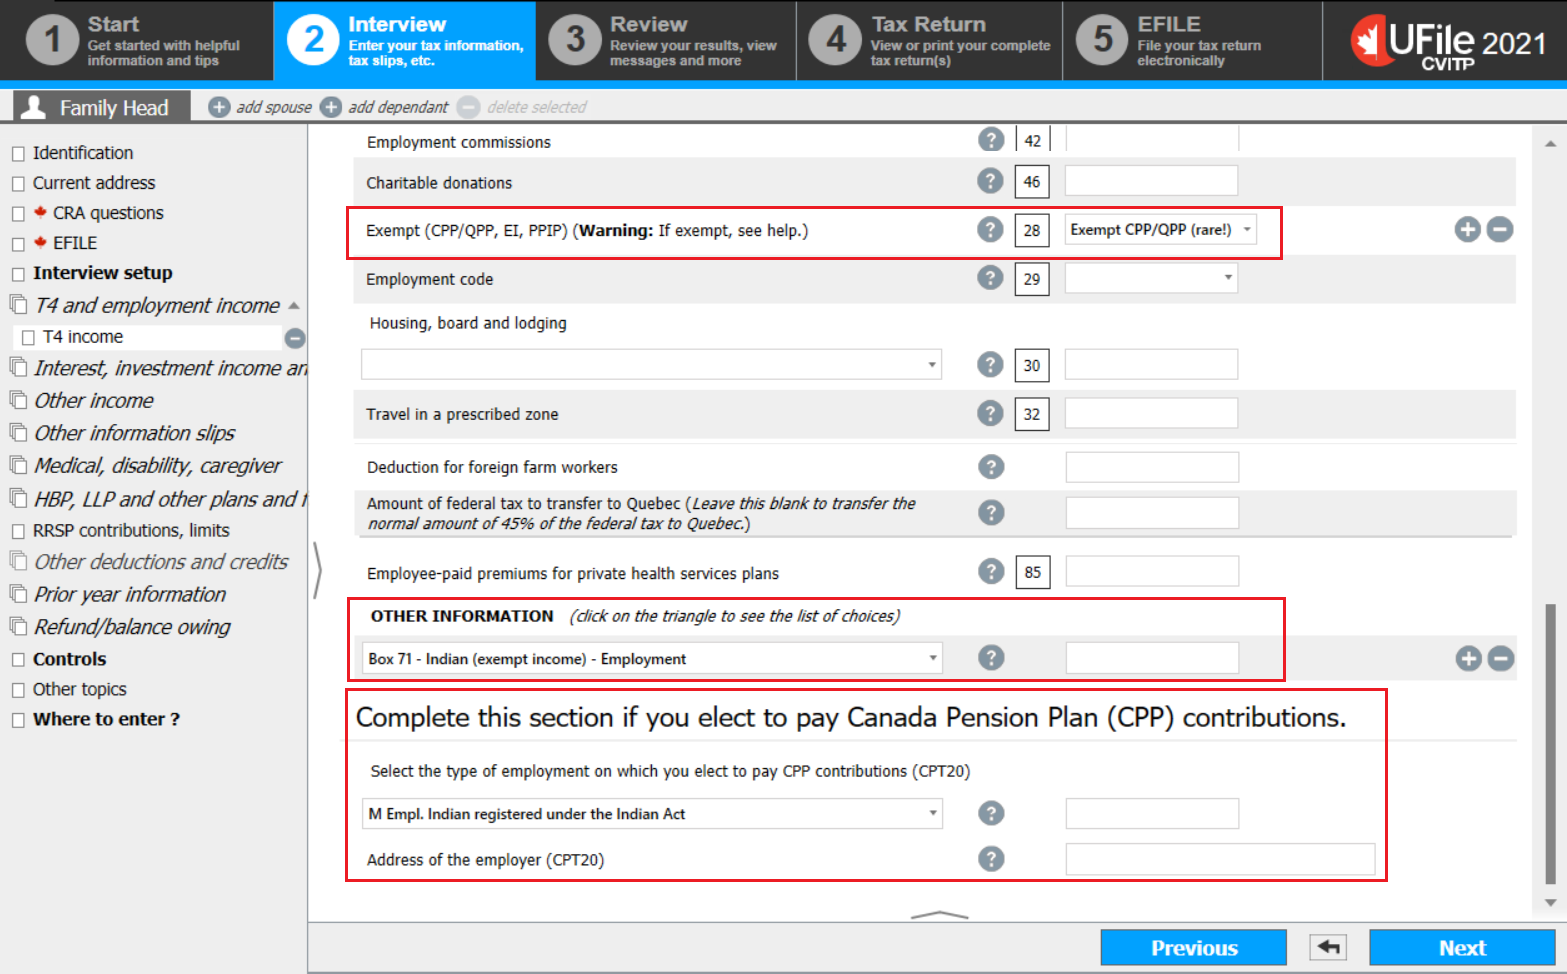 1
Start
Get started with helpful
information and tips
2
Interview
Enter your tax information,
tax slips, etc.
3
Review
Review your results, view
messages and more
4
Tax Return
View or print your complete
tax return(s)
5
EFILE
File your tax return
electronically
UFile 2021
CVITP
Family Head
+ add spouse + add dependant − delete selected
Identification
Current address
CRA questions
EFILE
Interview setup
T4 and employment income
T4 income
Interest, investment income an
Other income
Other information slips
Medical, disability, caregiver
HBP, LLP and other plans and f
RRSP contributions, limits
Other deductions and credits
Prior year information
Refund/balance owing
Controls
Other topics
Where to enter ?
Employment commissions ? 42
Charitable donations ? 46
Exempt (CPP/QPP, EI, PPIP) (Warning: If exempt, see help.) ? 28 Exempt CPP/QPP (rare!)
Employment code ? 29
Housing, board and lodging
? 30
Travel in a prescribed zone ? 32
Deduction for foreign farm workers ?
Amount of federal tax to transfer to Quebec (Leave this blank to transfer the
normal amount of 45% of the federal tax to Quebec.) ?
Employee-paid premiums for private health services plans ? 85
OTHER INFORMATION (click on the triangle to see the list of choices)
Box 71 - Indian (exempt income) - Employment ?
Complete this section if you elect to pay Canada Pension Plan (CPP) contributions.
Select the type of employment on which you elect to pay CPP contributions (CPT20)
M Empl. Indian registered under the Indian Act ?
Address of the employer (CPT20) ?
Previous Next